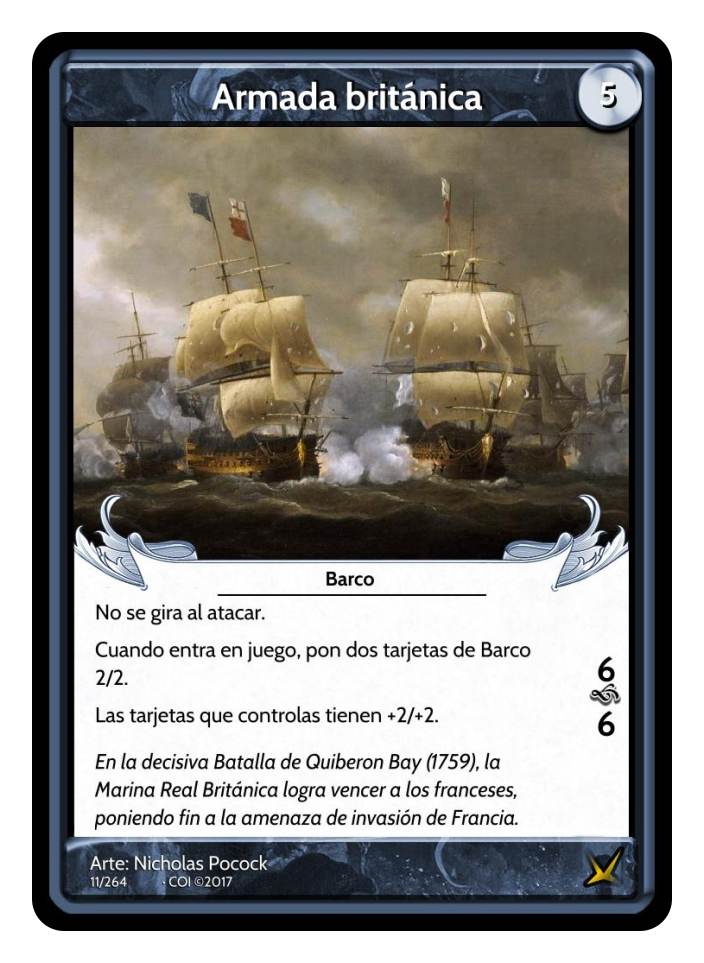 Armada británica
5
Barco
No se gira al atacar.
Cuando entra en juego, pon dos tarjetas de Barco
2/2.
Las tarjetas que controlas tienen +2/+2.
6
6
En la decisiva Batalla de Quiberon Bay (1759), la
Marina Real Británica logra vencer a los franceses,
poniendo fin a la amenaza de invasión de Francia.
Arte: Nicholas Pocock
11/264 · COI ©2017